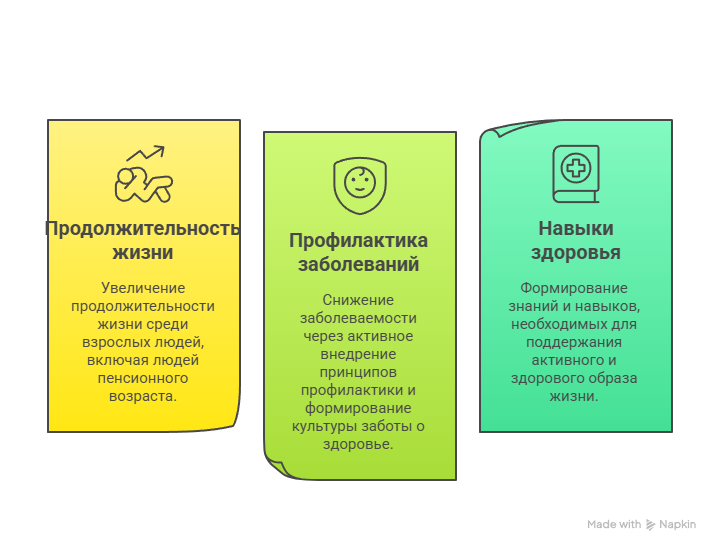 Продолжительность
жизни
Увеличение
продолжительности
жизни среди
взрослых людей,
включая людей
пенсионного
возраста.
Профилактика
заболеваний
Снижение
заболеваемости
через активное
внедрение
принципов
профилактики и
формирование
культуры заботы о
здоровье.
Навыки
здоровья
Формирование
знаний и навыков,
необходимых для
поддержания
активного и
здорового образа
жизни.
Made with Napkin